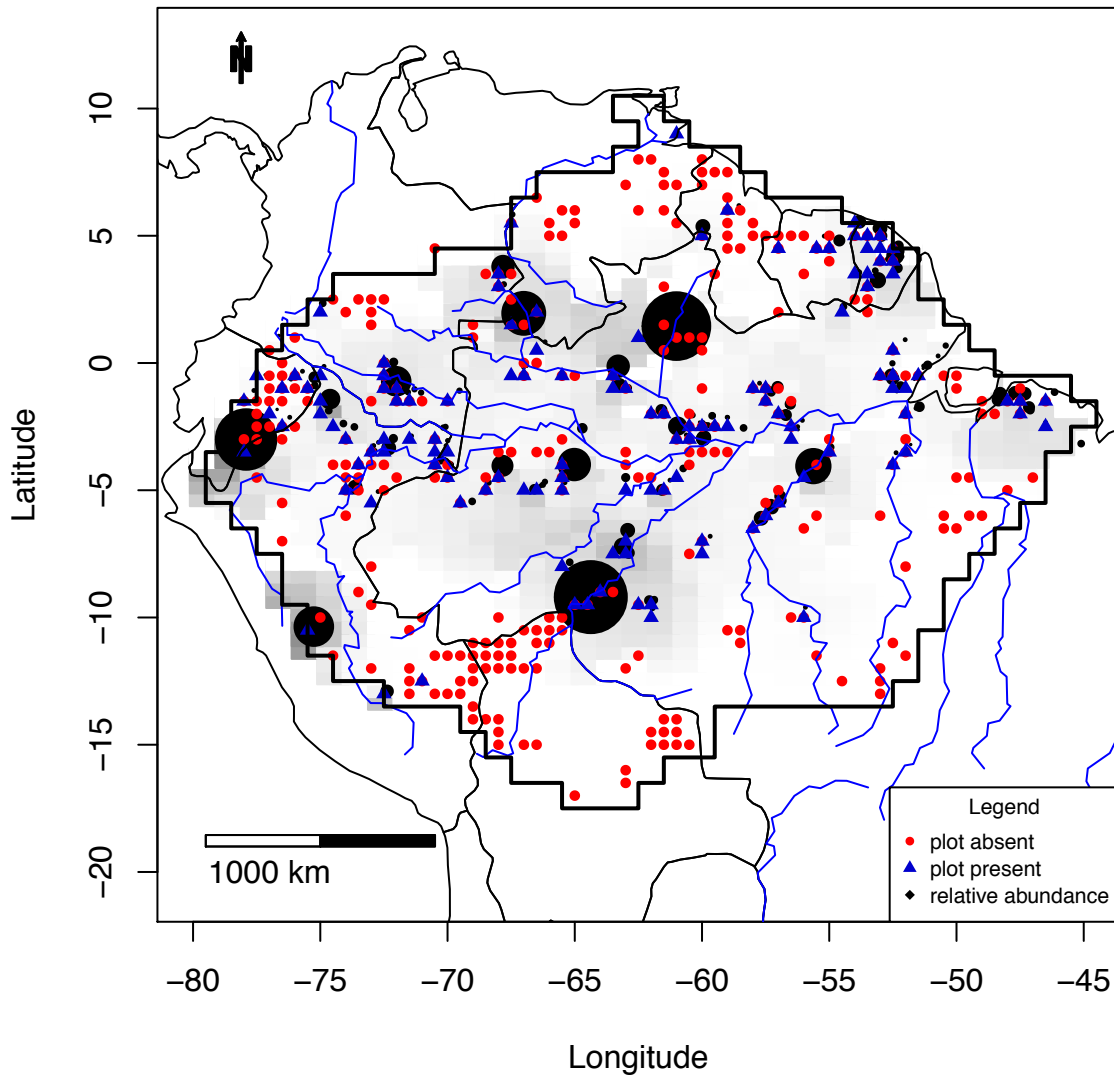 N
10
5
0
−5
−10
−15
−20
Latitude
1000 km
Legend
plot absent
plot present
relative abundance
−80
−75
−70
−65
−60
−55
−50
−45
Longitude